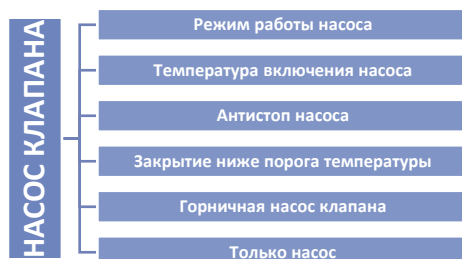 НАСОС КЛАПАНА
Режим работы насоса
Температура включения насоса
Антистоп насоса
Закрытие ниже порога температуры
Горничная насос клапана
Только насос